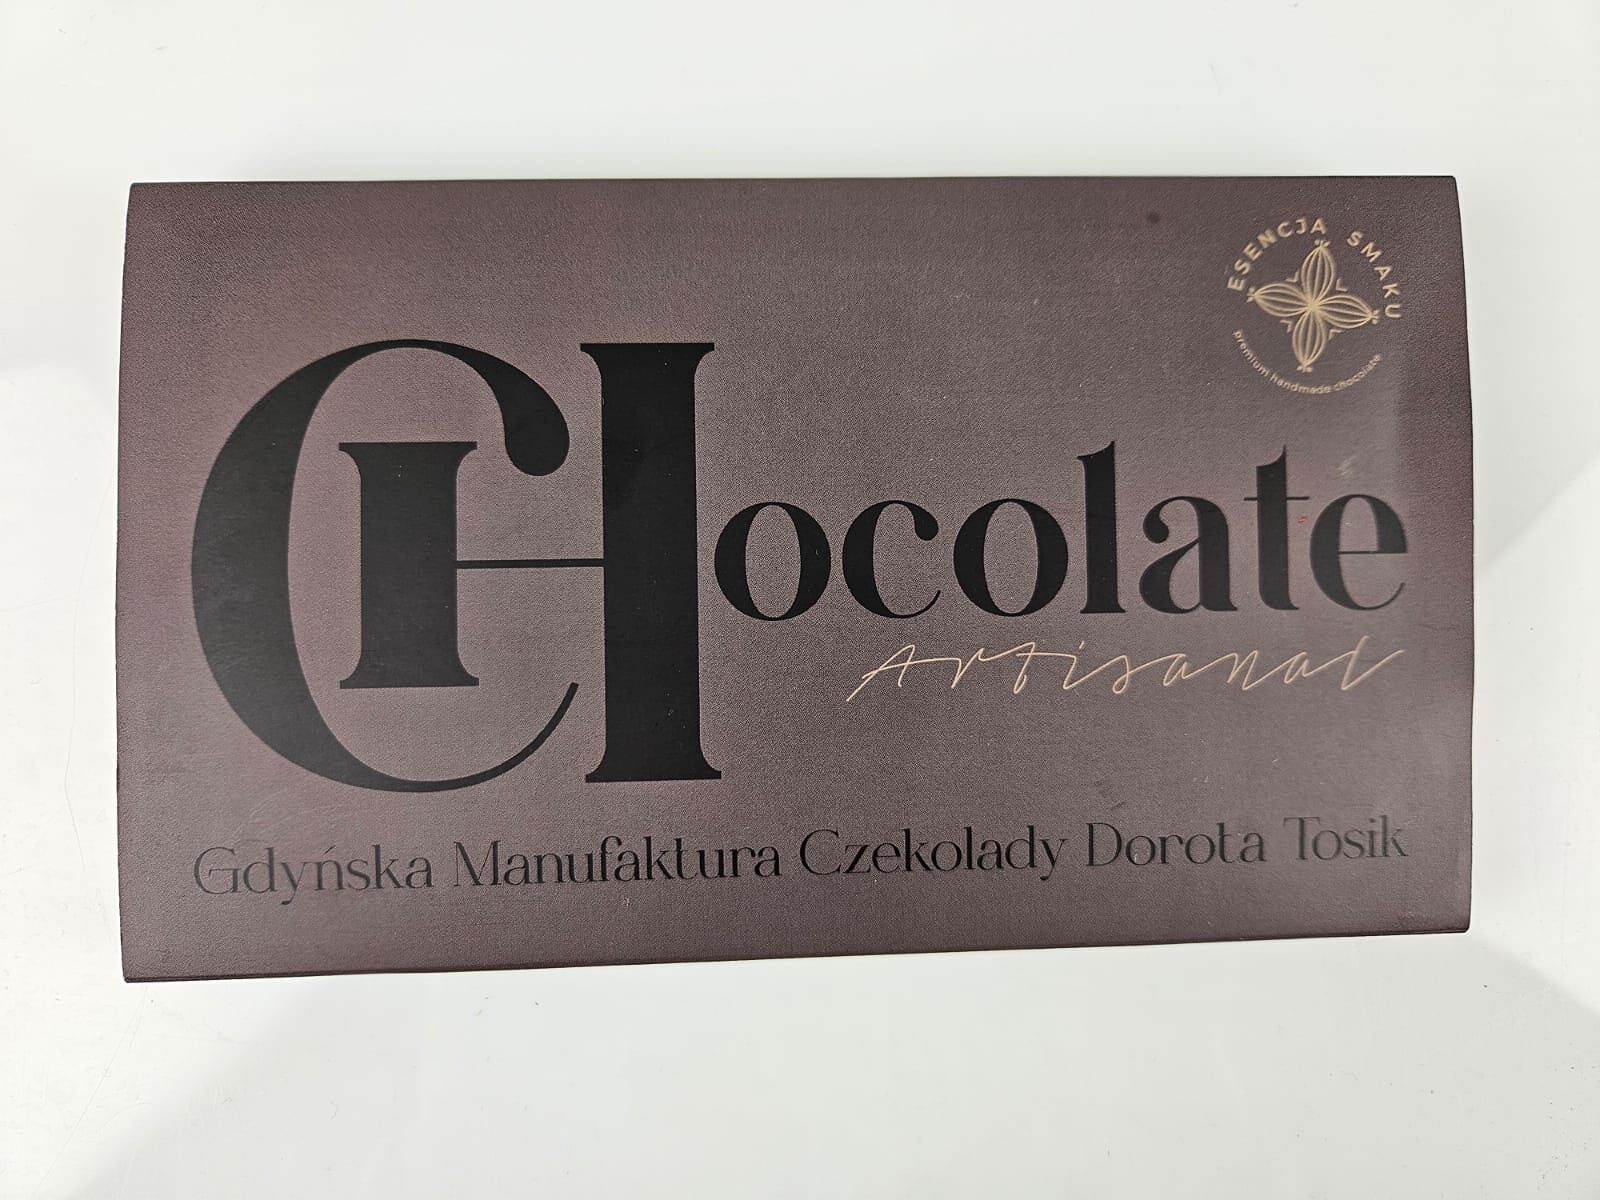 ESENCJA SMAKU
premium handmade chocolate
CHocolate
Artisanal
Gdyńska Manufaktura Czekolady Dorota Tosik